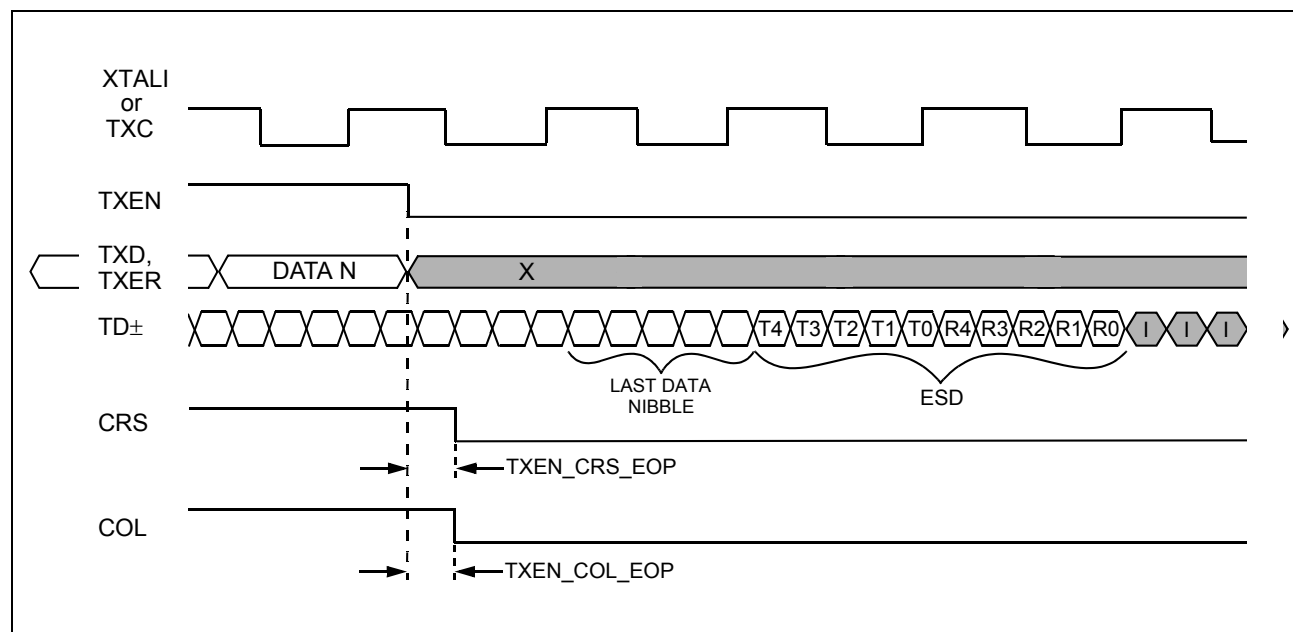 XTALI
or
TXC
TXEN
TXD,
TXER
DATA N
X
TD±
T4 T3 T2 T1 T0 R4 R3 R2 R1 R0 I I I
LAST DATA
NIBBLE
ESD
CRS
TXEN_CRS_EOP
COL
TXEN_COL_EOP